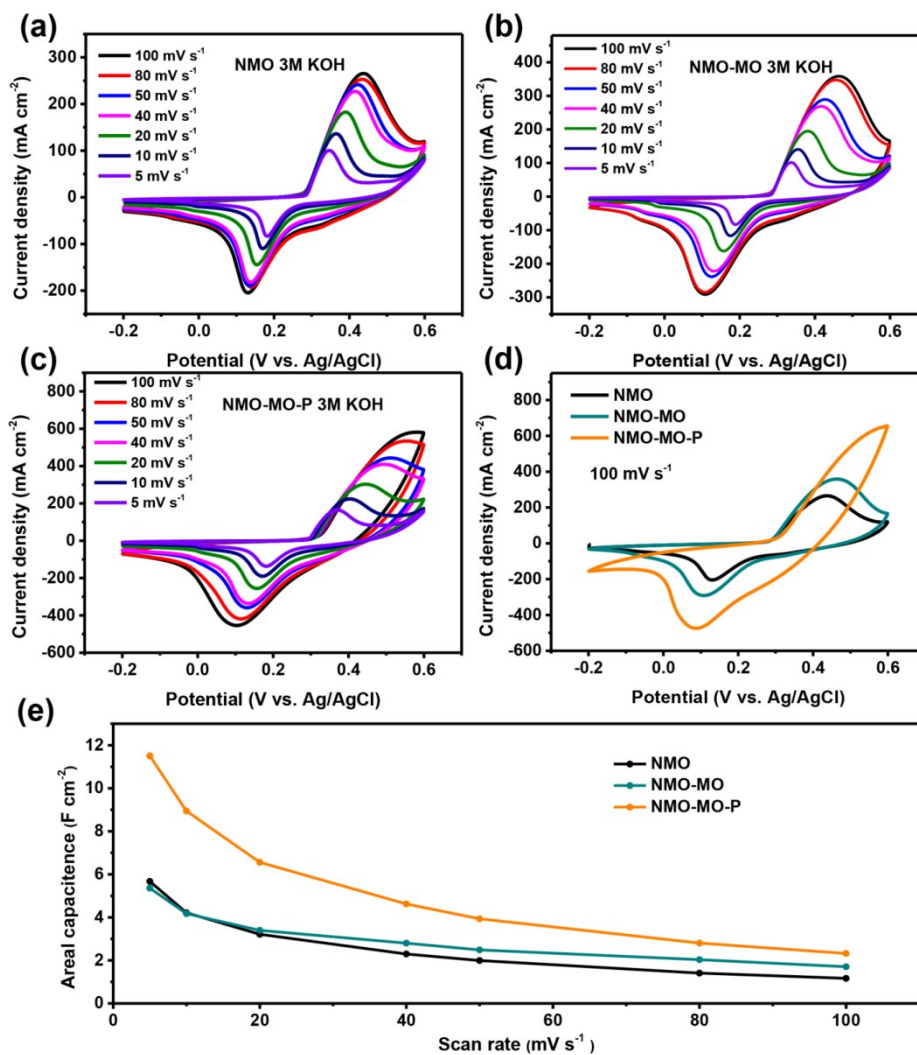 (a)
100 mV s⁻¹
80 mV s⁻¹
50 mV s⁻¹
40 mV s⁻¹
20 mV s⁻¹
10 mV s⁻¹
5 mV s⁻¹
NMO 3M KOH
300
200
100
0
-100
-200
Current density (mA cm⁻²)
-0.2 0.0 0.2 0.4 0.6
Potential (V vs. Ag/AgCl)
(b)
100 mV s⁻¹
80 mV s⁻¹
50 mV s⁻¹
40 mV s⁻¹
20 mV s⁻¹
10 mV s⁻¹
5 mV s⁻¹
NMO-MO 3M KOH
450
300
150
0
-150
-300
Current density (mA cm⁻²)
-0.2 0.0 0.2 0.4 0.6
Potential (V vs. Ag/AgCl)
(c)
100 mV s⁻¹
80 mV s⁻¹
50 mV s⁻¹
40 mV s⁻¹
20 mV s⁻¹
10 mV s⁻¹
5 mV s⁻¹
NMO-MO-P 3M KOH
800
600
400
200
0
-200
-400
-600
Current density (mA cm⁻²)
-0.2 0.0 0.2 0.4 0.6
Potential (V vs. Ag/AgCl)
(d)
NMO
NMO-MO
NMO-MO-P
100 mV s⁻¹
800
600
400
200
0
-200
-400
-600
Current density (mA cm⁻²)
-0.2 0.0 0.2 0.4 0.6
Potential (V vs. Ag/AgCl)
(e)
NMO
NMO-MO
NMO-MO-P
12
10
8
6
4
2
0
Areal capacitence (F cm⁻²)
0 20 40 60 80 100
Scan rate (mV s⁻¹)